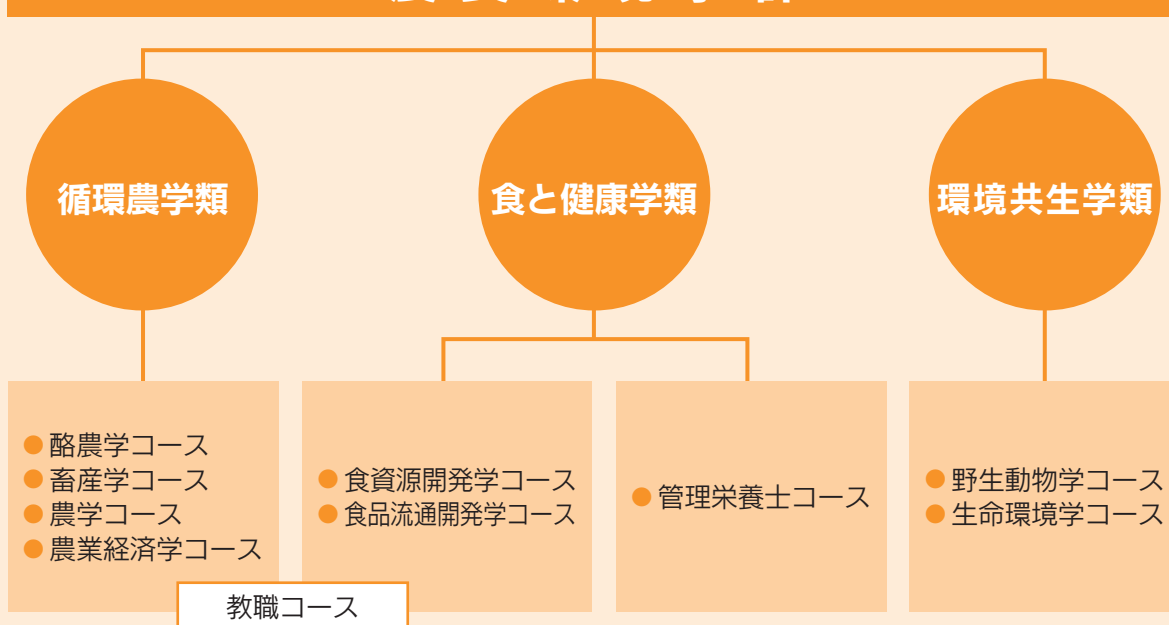 循環農学類
食と健康学類
環境共生学類
●酪農学コース
●畜産学コース
●農学コース
●農業経済学コース
●食資源開発学コース
●食品流通開発学コース
●管理栄養士コース
●野生動物学コース
●生命環境学コース
教職コース